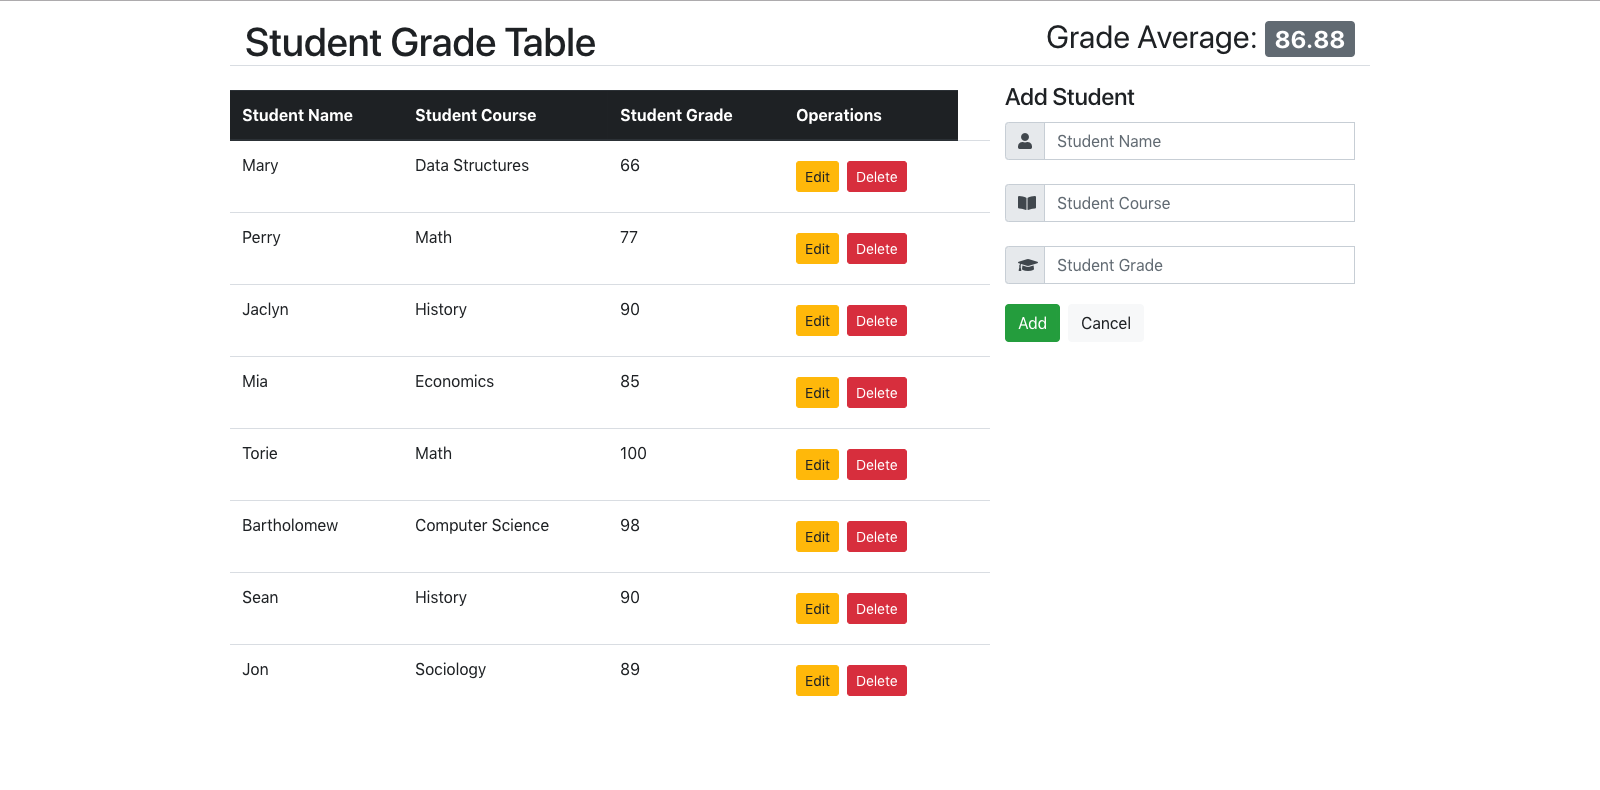 Student Grade Table
Grade Average: 86.88
Student Name Student Course Student Grade Operations
Mary Data Structures 66 Edit Delete
Perry Math 77 Edit Delete
Jaclyn History 90 Edit Delete
Mia Economics 85 Edit Delete
Torie Math 100 Edit Delete
Bartholomew Computer Science 98 Edit Delete
Sean History 90 Edit Delete
Jon Sociology 89 Edit Delete
Add Student
Student Name
Student Course
Student Grade
Add Cancel